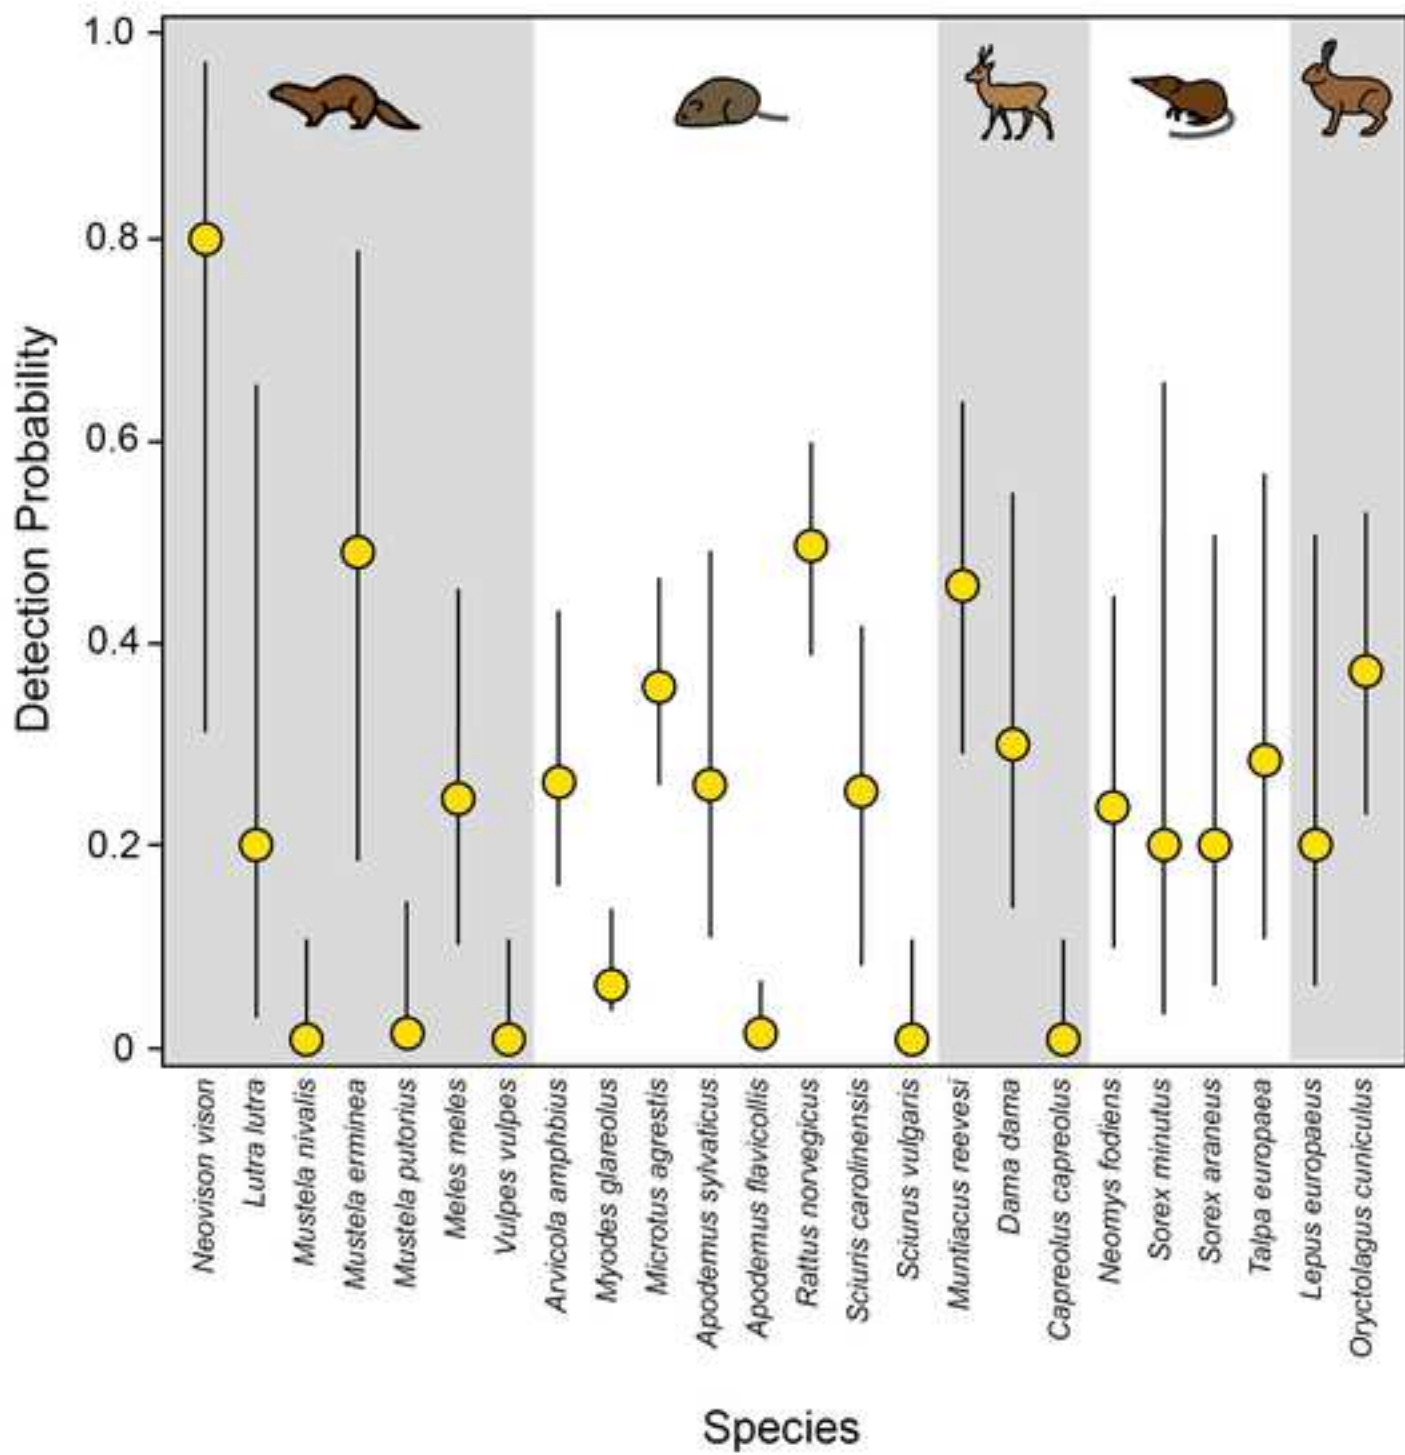 1.0
0.8
0.6
0.4
0.2
0
Detection Probability
Neovison vison
Lutra lutra
Mustela nivalis
Mustela erminea
Mustela putorius
Meles meles
Vulpes vulpes
Arvicola amphbius
Myodes glareolus
Microtus agrestis
Apodemus sylvaticus
Apodemus flavicollis
Rattus norvegicus
Sciuris carolinensis
Sciurus vulgaris
Muntiacus reevesi
Dama dama
Capreolus capreolus
Neomys fodiens
Sorex minutus
Sorex araneus
Talpa europaea
Lepus europaeus
Oryctolagus cuniculus
Species